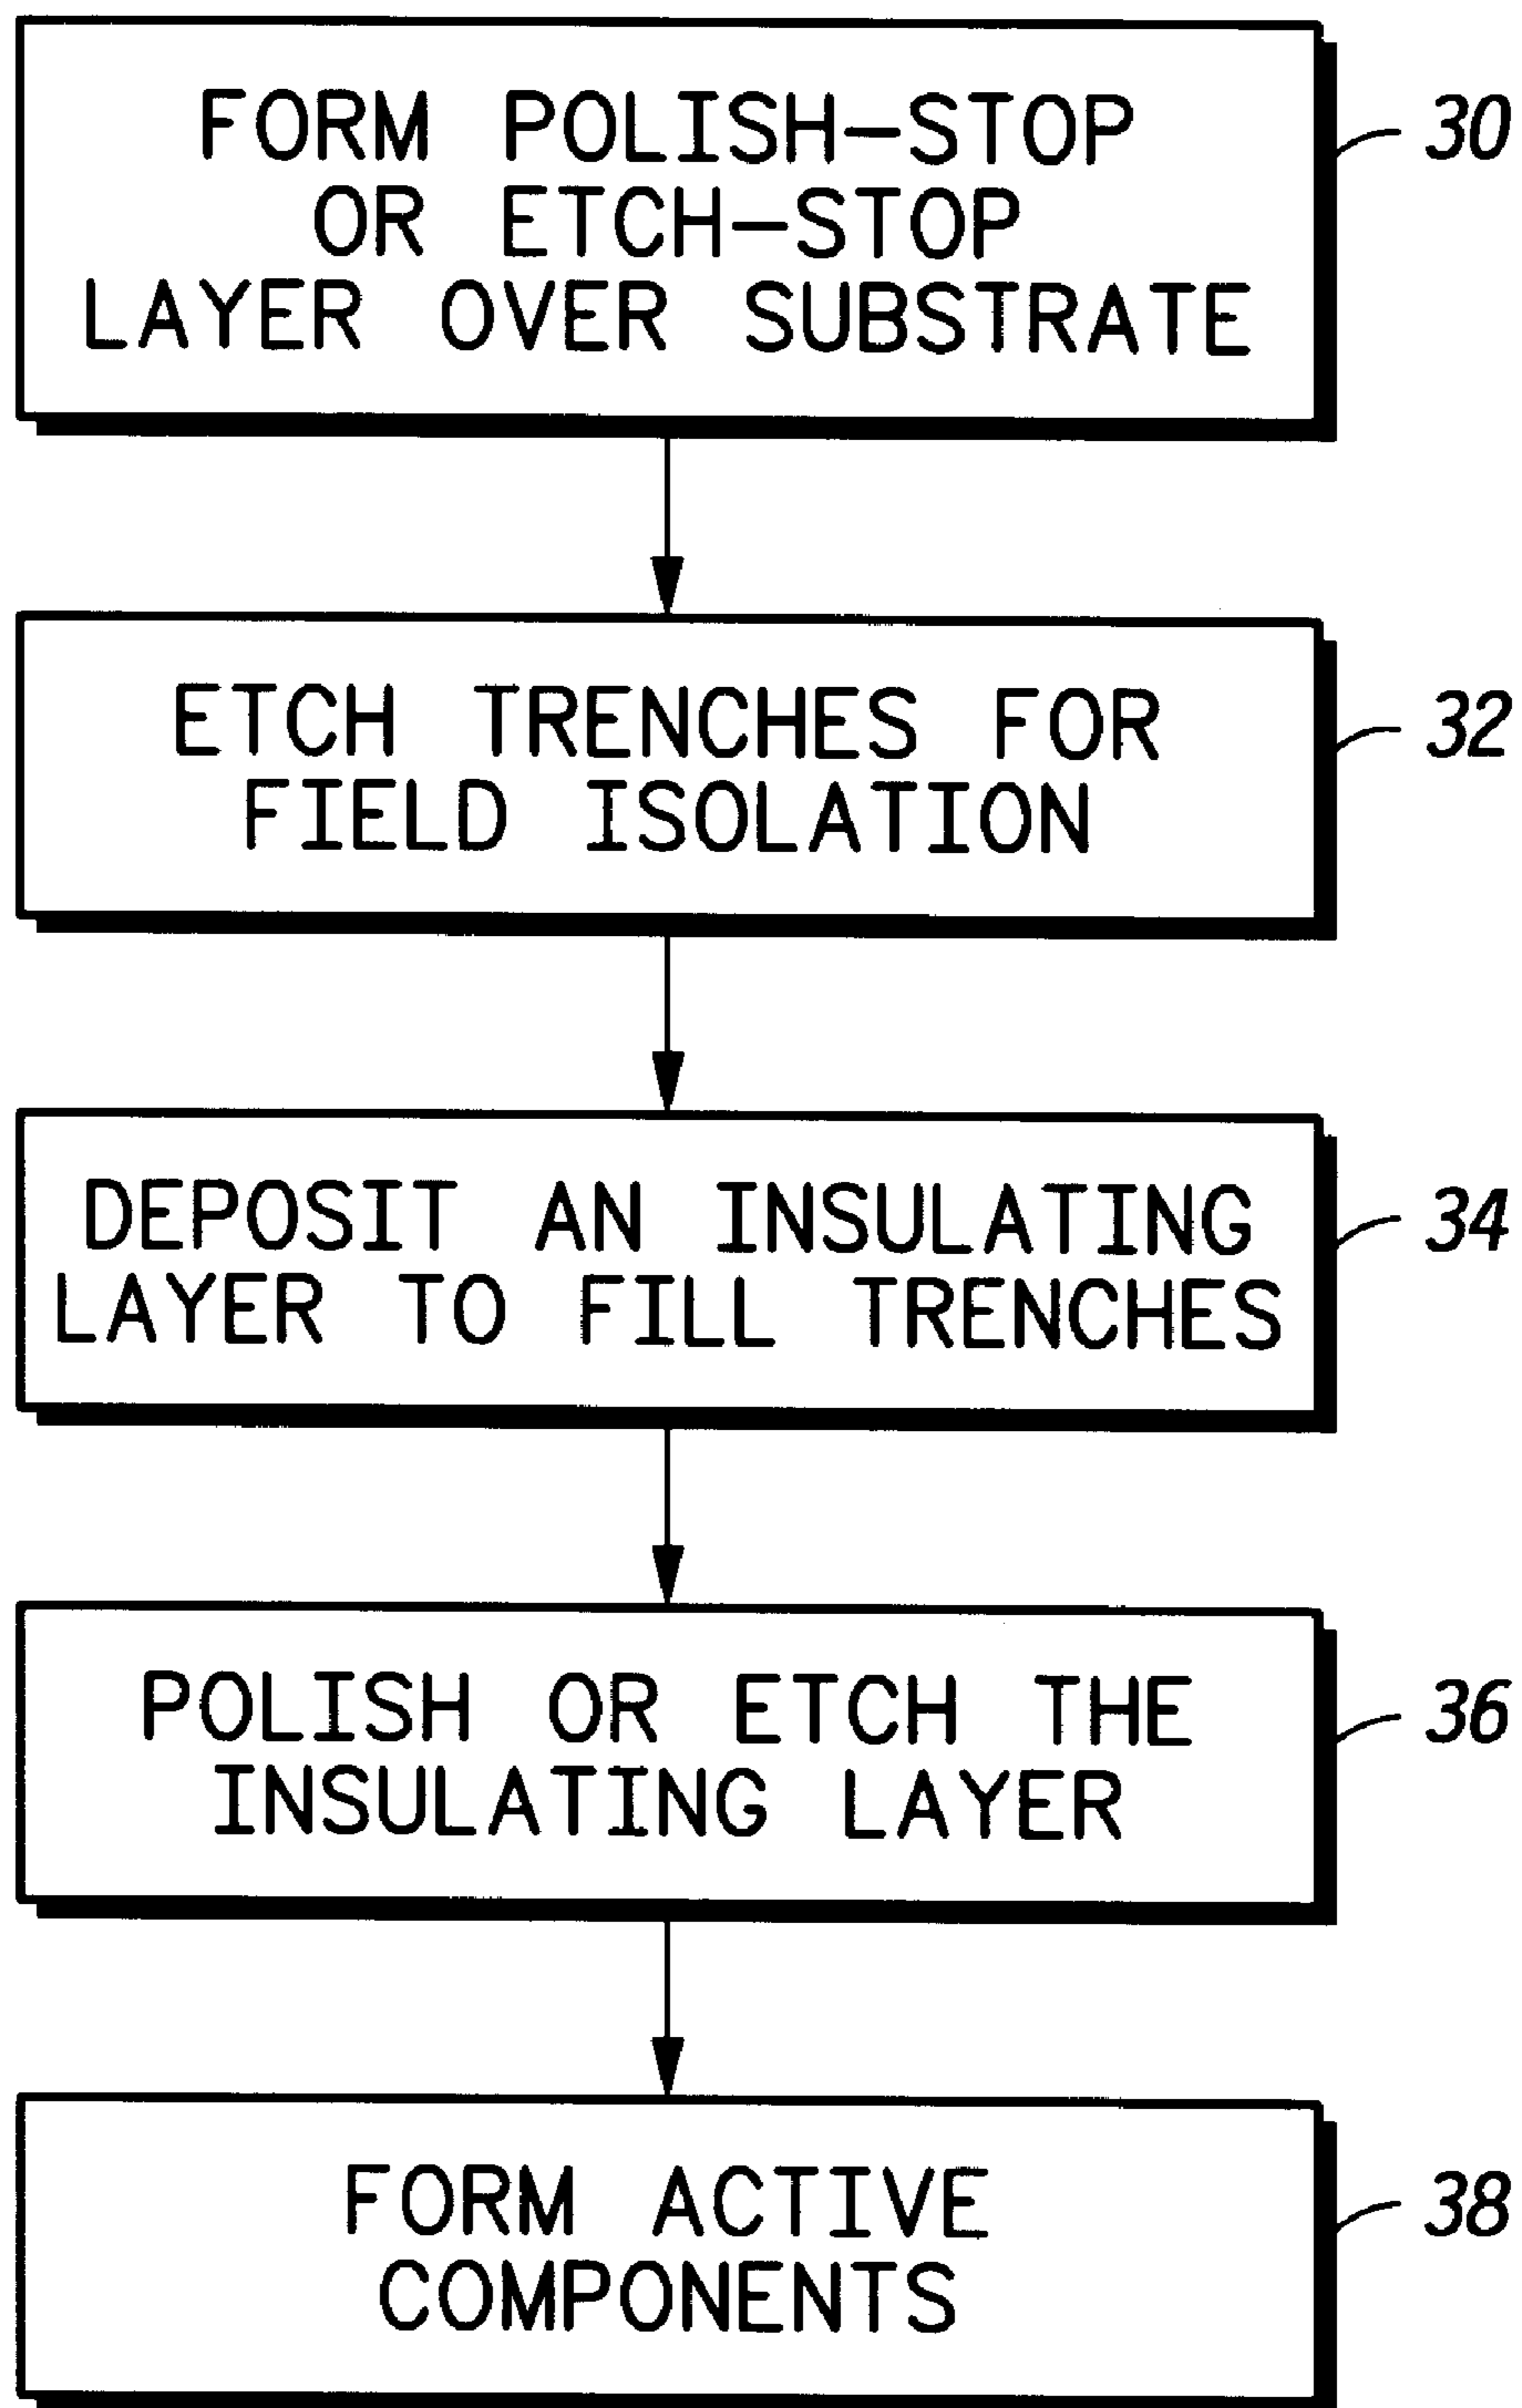 FORM POLISH-STOP
OR ETCH-STOP
LAYER OVER SUBSTRATE
30
ETCH TRENCHES FOR
FIELD ISOLATION
32
DEPOSIT AN INSULATING
LAYER TO FILL TRENCHES
34
POLISH OR ETCH THE
INSULATING LAYER
36
FORM ACTIVE
COMPONENTS
38